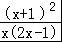 (x+1)²
x(2x-1)